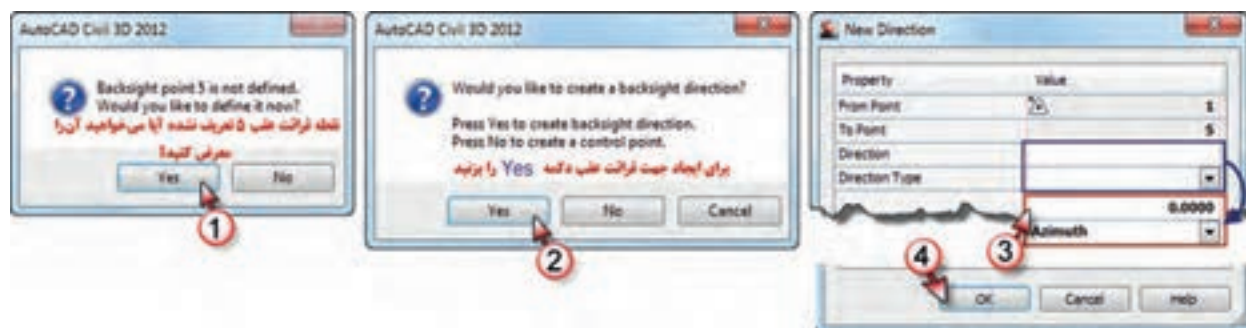 AutoCAD Civil 3D 2012
Backsight point 5 is not defined.
Would you like to define it now?
نقطه قرائت عقب ۵ تعریف نشده آیا می‌خواهید آن را
معرفی کنید؟
Yes
No
1
AutoCAD Civil 3D 2012
Would you like to create a backsight direction?
Press Yes to create backsight direction.
Press No to create a control point.
برای ایجاد جهت قرائت عقب دکمه Yes را بزنید
Yes
No
Cancel
2
New Direction
Property Value
From Point 1
To Point 5
Direction
Direction Type
0.0000
Azimuth
3
4
OK
Cancel
Help